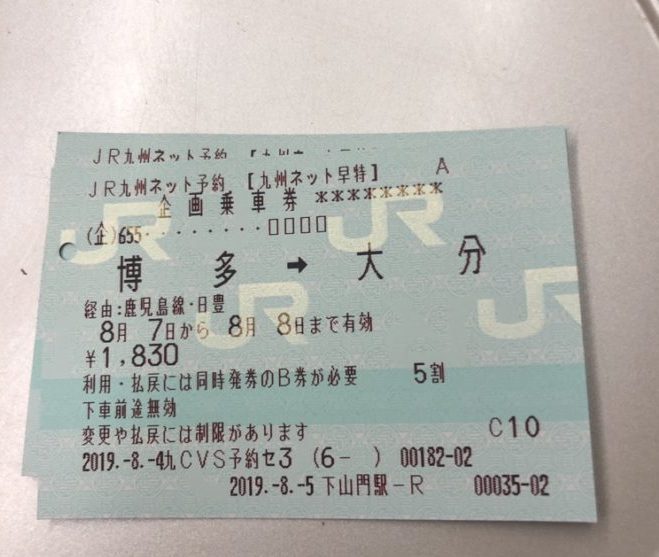 JR九州ネット予約
JR九州ネット予約 [九州ネット早特] A
企画乗車券 ********
(企)655・・・・・・・・□□□□
博多 → 大分
経由:鹿児島線・日豊
8月 7日から 8月 8日まで有効
¥1,830
利用・払戻には同時発券のB券が必要 5割
下車前途無効
変更や払戻には制限があります C10
2019.-8.-4九CVS予約セ3 (6- ) 00182-02
2019.-8.-5下山門駅-R 00035-02